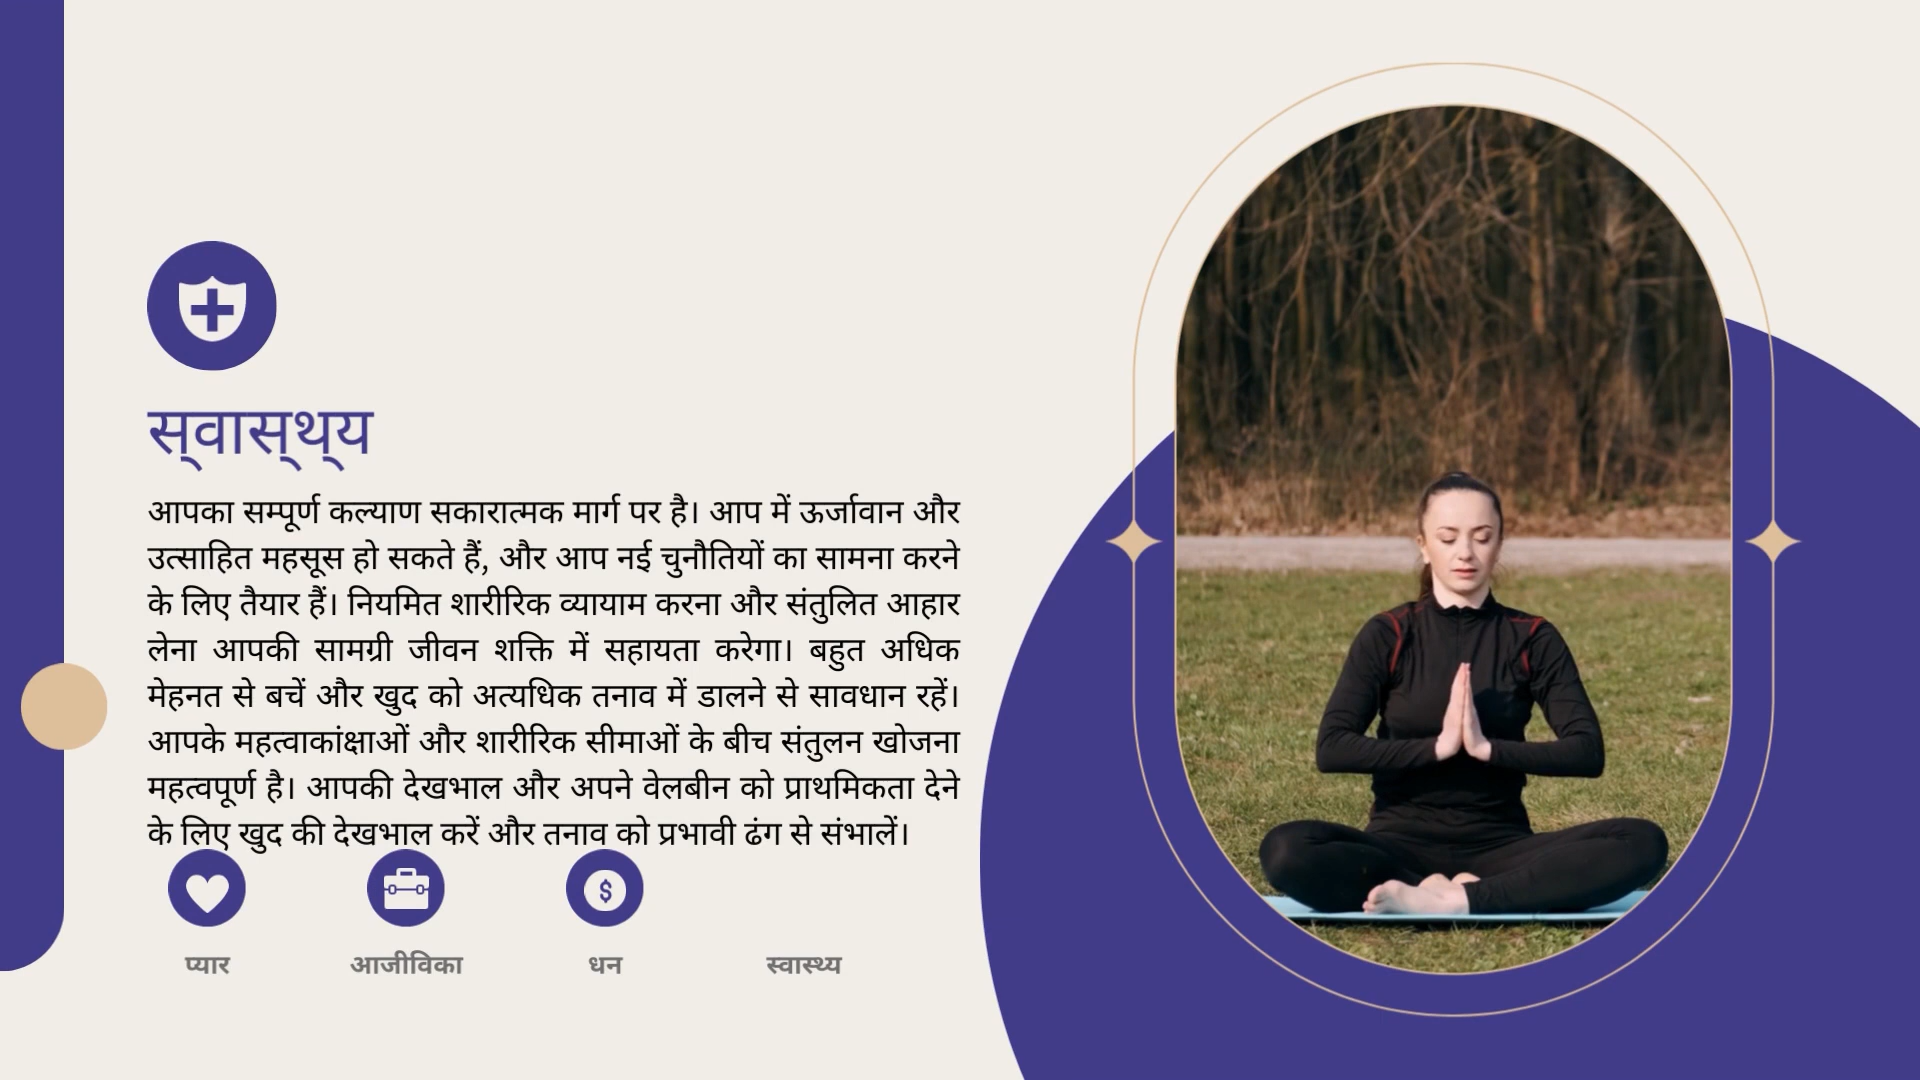 स्वास्थ्य
आपका सम्पूर्ण कल्याण सकारात्मक मार्ग पर है। आप में ऊर्जावान और
उत्साहित महसूस हो सकते हैं, और आप नई चुनौतियों का सामना करने
के लिए तैयार हैं। नियमित शारीरिक व्यायाम करना और संतुलित आहार
लेना आपकी सामग्री जीवन शक्ति में सहायता करेगा। बहुत अधिक
मेहनत से बचें और खुद को अत्यधिक तनाव में डालने से सावधान रहें।
आपके महत्वाकांक्षाओं और शारीरिक सीमाओं के बीच संतुलन खोजना
महत्वपूर्ण है। आपकी देखभाल और अपने वेलबीन को प्राथमिकता देने
के लिए खुद की देखभाल करें और तनाव को प्रभावी ढंग से संभालें।
प्यार आजीविका धन स्वास्थ्य